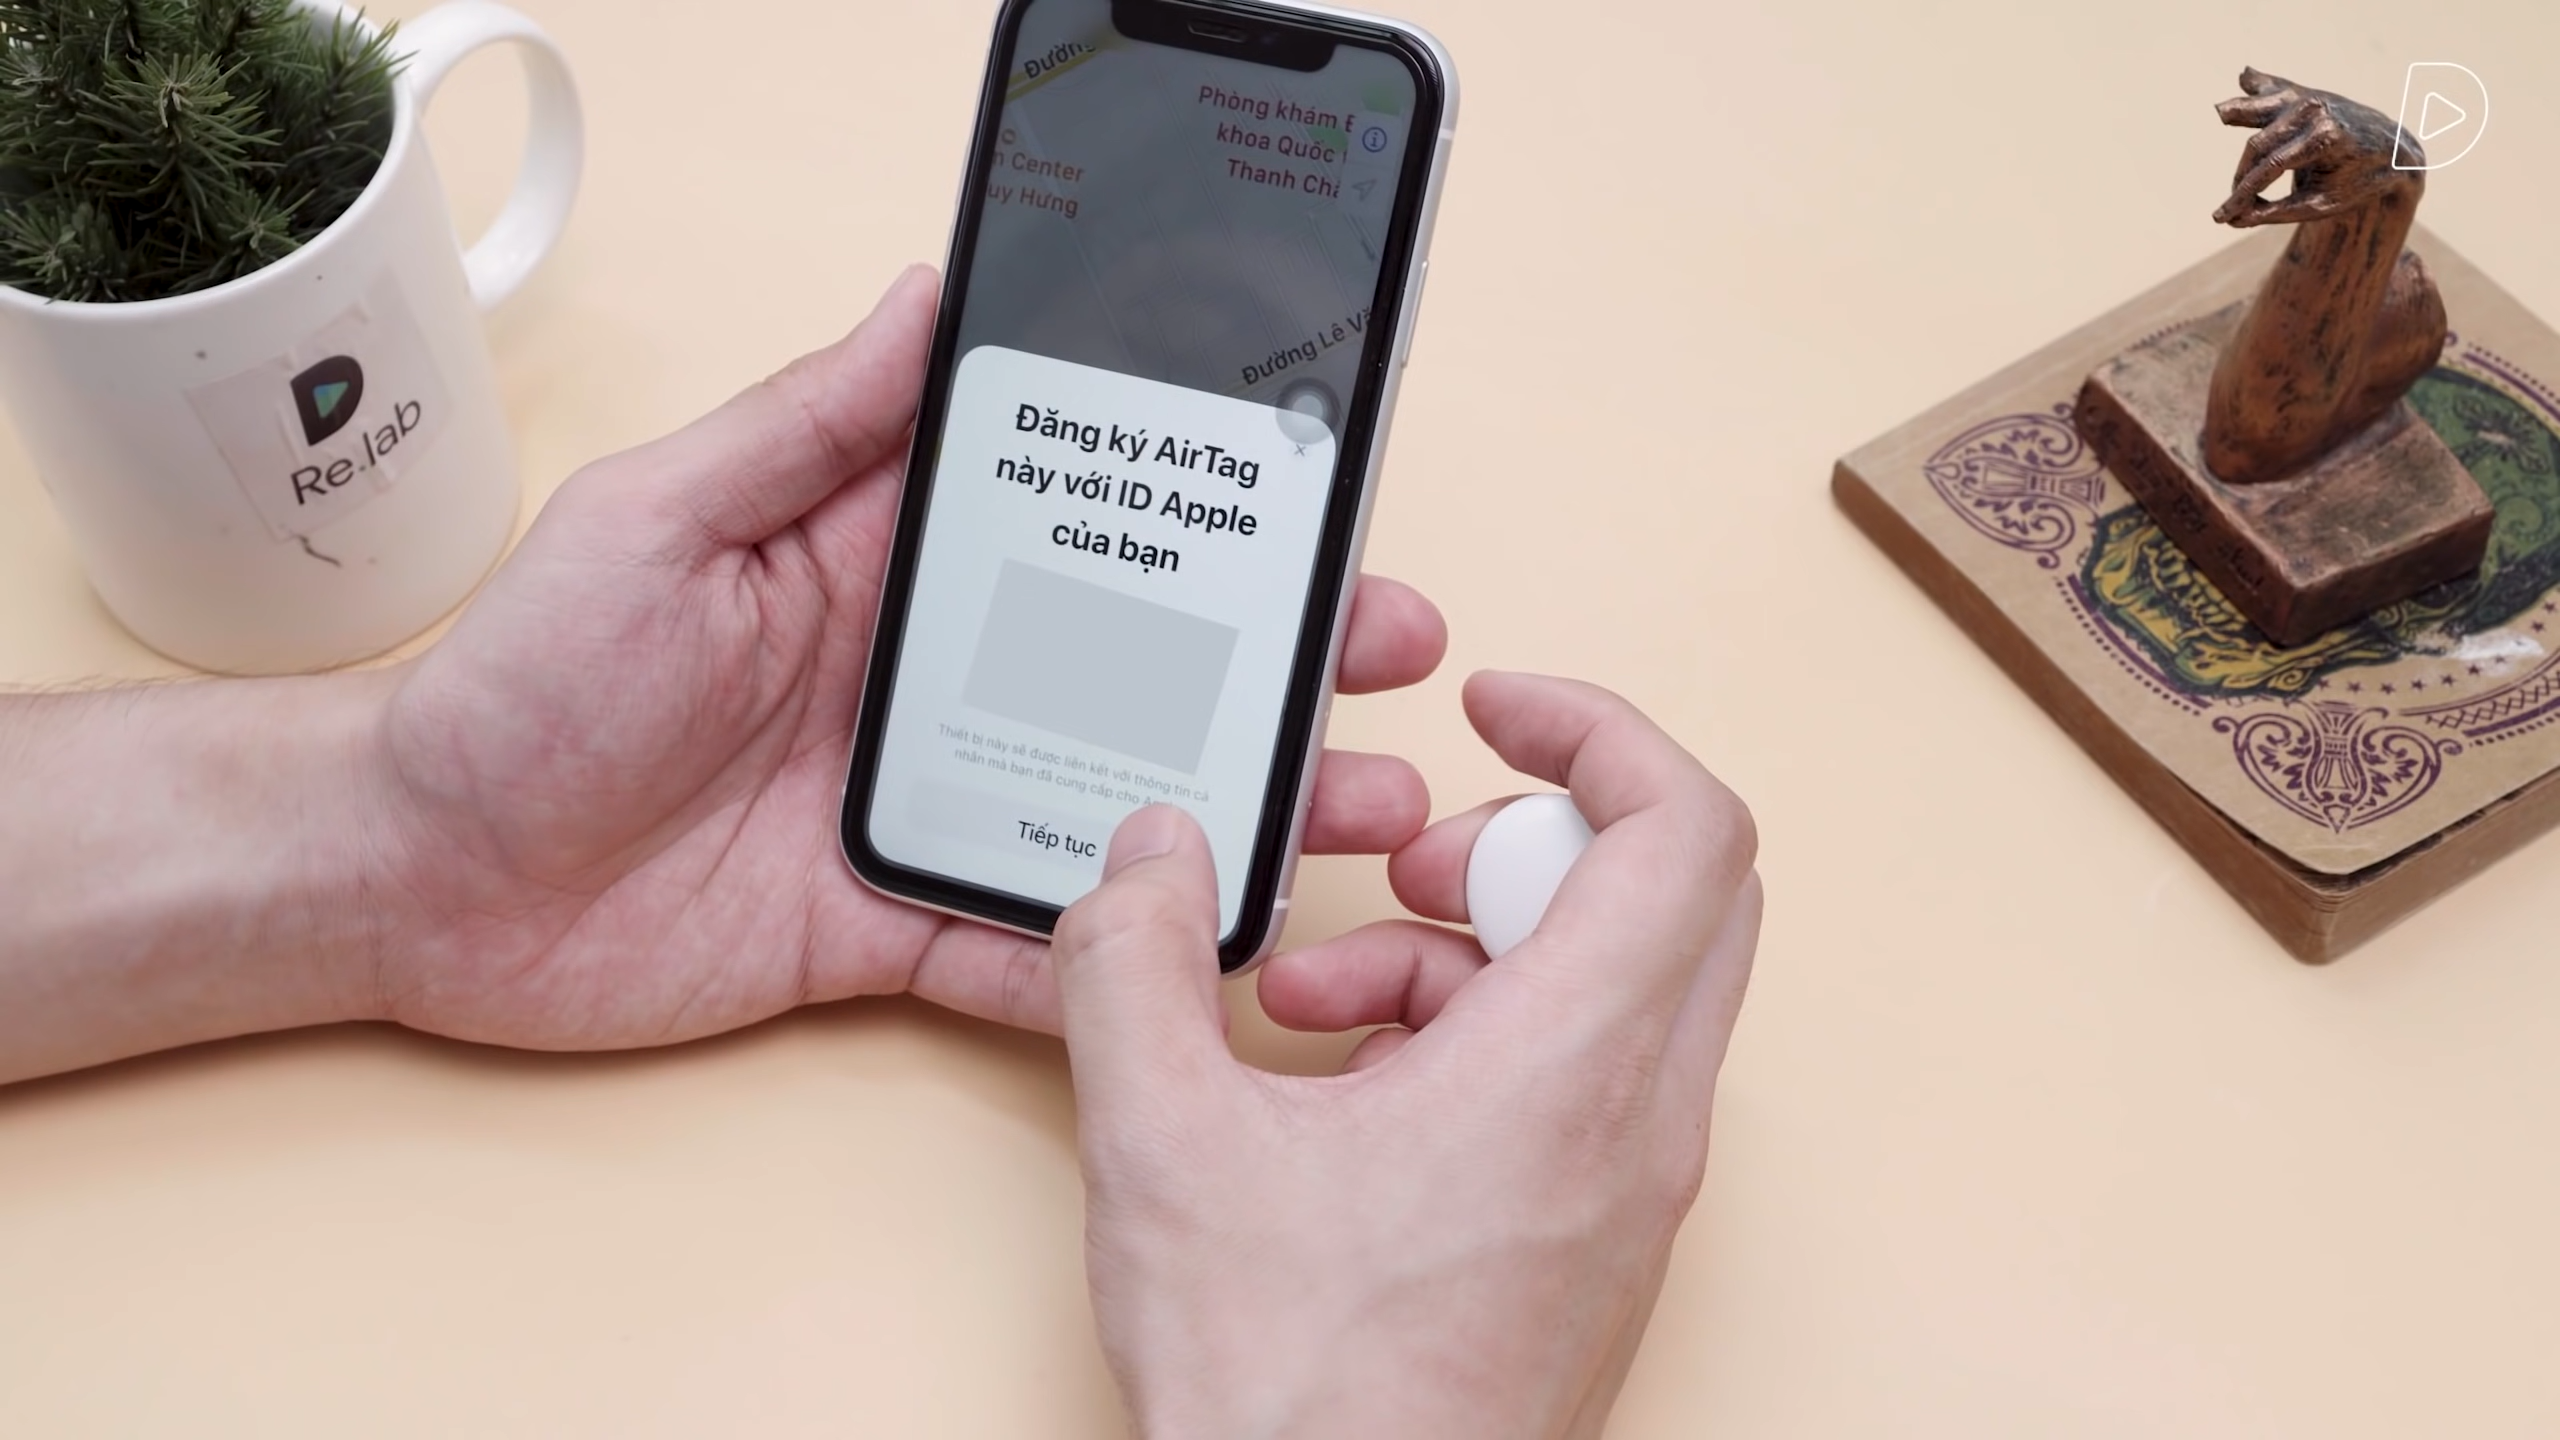 Đường
Phòng khám
khoa Quốc
Thanh
Center
uy Hưng
Đường Lê
Đăng ký AirTag
này với ID Apple
của bạn
Thiết bị này sẽ được liên kết với thông tin cá
nhân mà bạn đã cung cấp cho
Tiếp tục
Re.lab